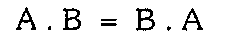 A . B = B . A